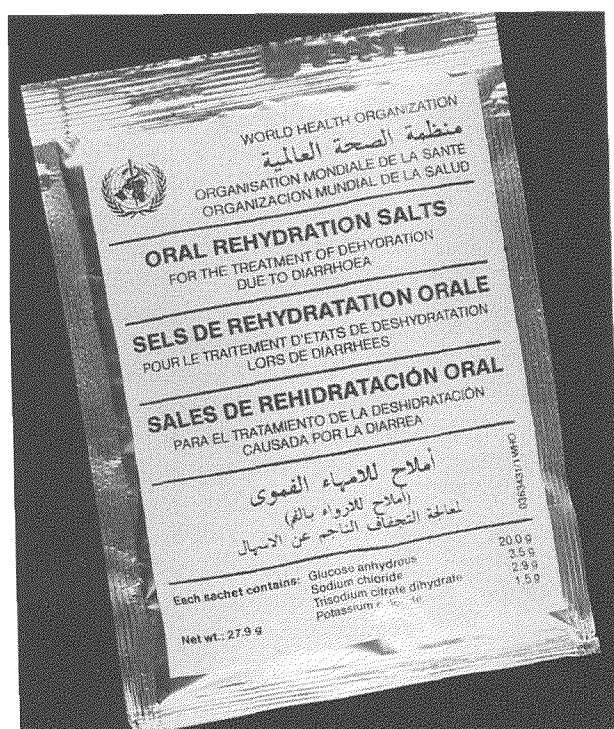 WORLD HEALTH ORGANIZATION
منظمة الصحة العالمية
ORGANISATION MONDIALE DE LA SANTE
ORGANIZACION MUNDIAL DE LA SALUD
ORAL REHYDRATION SALTS
FOR THE TREATMENT OF DEHYDRATION
DUE TO DIARRHOEA
SELS DE REHYDRATATION ORALE
POUR LE TRAITEMENT D'ETATS DE DESHYDRATATION
LORS DE DIARRHEES
SALES DE REHIDRATACIÓN ORAL
PARA EL TRATAMIENTO DE LA DESHIDRATACIÓN
CAUSADA POR LA DIARREA
أملاح للامهاء الفموى
(أملاح للارواء بالفم)
لمعالجة التجفاف الناجم عن الاسهال
Each sachet contains: Glucose anhydrous 20.0 g
Sodium chloride 3.5 g
Trisodium citrate dihydrate 2.9 g
Potassium 1.5 g
Net wt.: 27.9 g